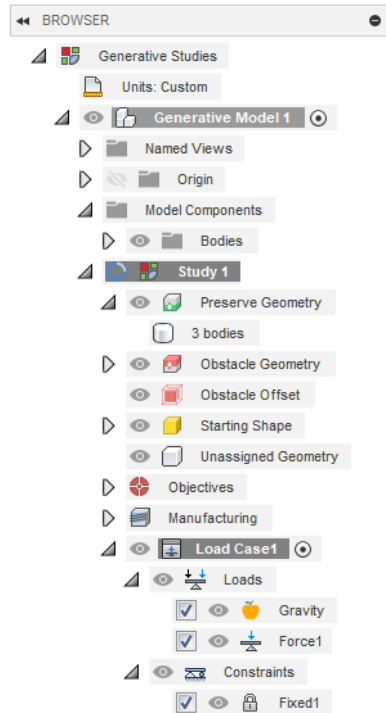 BROWSER
Generative Studies
Units: Custom
Generative Model 1
Named Views
Origin
Model Components
Bodies
Study 1
Preserve Geometry
3 bodies
Obstacle Geometry
Obstacle Offset
Starting Shape
Unassigned Geometry
Objectives
Manufacturing
Load Case1
Loads
Gravity
Force1
Constraints
Fixed1